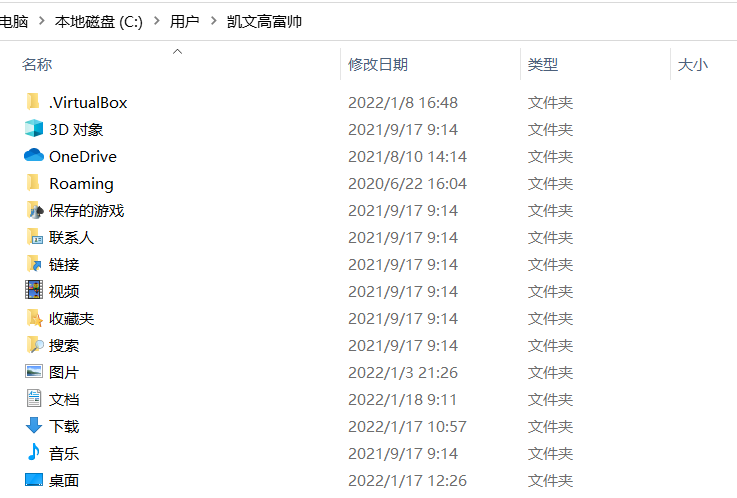 电脑 > 本地磁盘 (C:) > 用户 > 凯文高富帅
名称 修改日期 类型 大小
.VirtualBox 2022/1/8 16:48 文件夹
3D 对象 2021/9/17 9:14 文件夹
OneDrive 2021/8/10 14:14 文件夹
Roaming 2020/6/22 16:04 文件夹
保存的游戏 2021/9/17 9:14 文件夹
联系人 2021/9/17 9:14 文件夹
链接 2021/9/17 9:14 文件夹
视频 2021/9/17 9:14 文件夹
收藏夹 2021/9/17 9:14 文件夹
搜索 2021/9/17 9:14 文件夹
图片 2022/1/3 21:26 文件夹
文档 2022/1/18 9:11 文件夹
下载 2022/1/17 10:57 文件夹
音乐 2021/9/17 9:14 文件夹
桌面 2022/1/17 12:26 文件夹